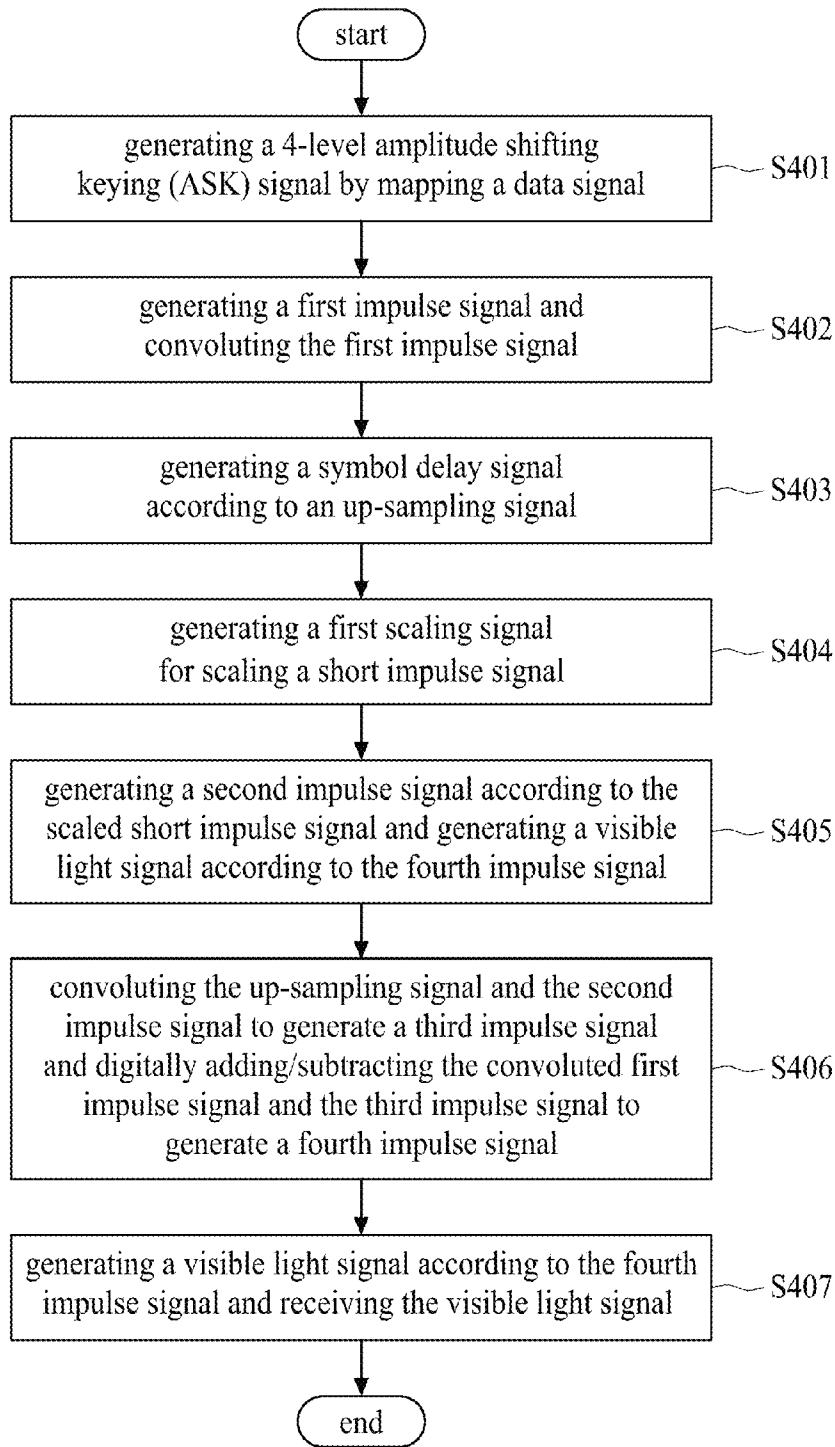 start
generating a 4-level amplitude shifting
keying (ASK) signal by mapping a data signal
S401
generating a first impulse signal and
convoluting the first impulse signal
S402
generating a symbol delay signal
according to an up-sampling signal
S403
generating a first scaling signal
for scaling a short impulse signal
S404
generating a second impulse signal according to the
scaled short impulse signal and generating a visible
light signal according to the fourth impulse signal
S405
convoluting the up-sampling signal and the second
impulse signal to generate a third impulse signal
and digitally adding/subtracting the convoluted first
impulse signal and the third impulse signal to
generate a fourth impulse signal
S406
generating a visible light signal according to the fourth
impulse signal and receiving the visible light signal
S407
end